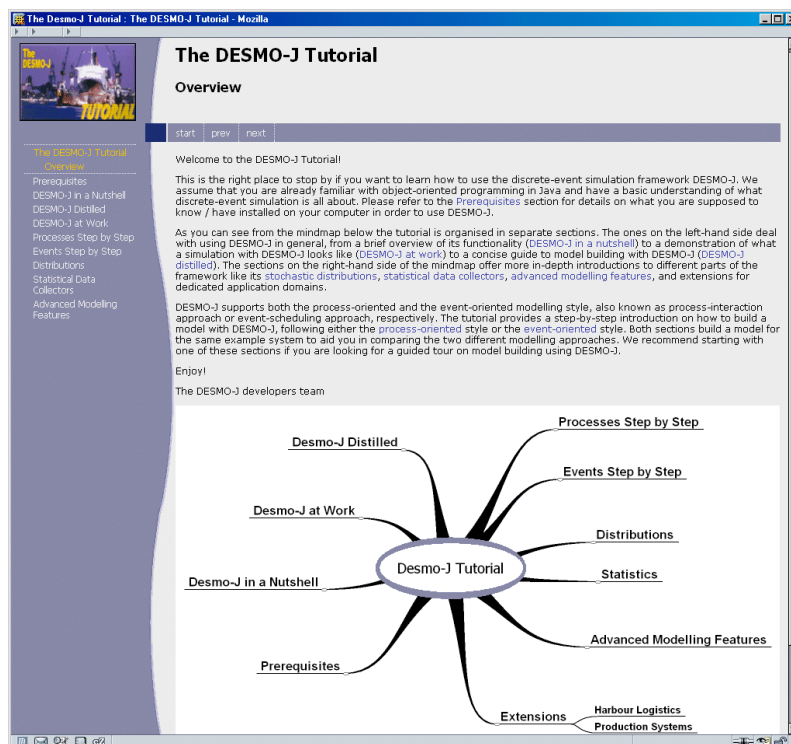 The Desmo-J Tutorial : The DESMO-J Tutorial - Mozilla
The
DESMO-J
TUTORIAL
The DESMO-J Tutorial
Overview
start
prev
next
The DESMO-J Tutorial
Overview
Prerequisites
DESMO-J in a Nutshell
DESMO-J Distilled
DESMO-J at Work
Processes Step by Step
Events Step by Step
Distributions
Statistical Data
Collectors
Advanced Modelling
Features
Welcome to the DESMO-J Tutorial!
This is the right place to stop by if you want to learn how to use the discrete-event simulation framework DESMO-J. We
assume that you are already familiar with object-oriented programming in Java and have a basic understanding of what
discrete-event simulation is all about. Please refer to the Prerequisites section for details on what you are supposed to
know / have installed on your computer in order to use DESMO-J.
As you can see from the mindmap below the tutorial is organised in separate sections. The ones on the left-hand side deal
with using DESMO-J in general, from a brief overview of its functionality (DESMO-J in a nutshell) to a demonstration of what
a simulation with DESMO-J looks like (DESMO-J at work) to a concise guide to model building with DESMO-J (DESMO-J
distilled). The sections on the right-hand side of the mindmap offer more in-depth introductions to different parts of the
framework like its stochastic distributions, statistical data collectors, advanced modelling features, and extensions for
dedicated application domains.
DESMO-J supports both the process-oriented and the event-oriented modelling style, also known as process-interaction
approach or event-scheduling approach, respectively. The tutorial provides a step-by-step introduction on how to build a
model with DESMO-J, following either the process-oriented style or the event-oriented style. Both sections build a model for
the same example system to aid you in comparing the two different modelling approaches. We recommend starting with
one of these sections if you are looking for a guided tour on model building using DESMO-J.
Enjoy!
The DESMO-J developers team
Processes Step by Step
Desmo-J Distilled
Events Step by Step
Desmo-J at Work
Distributions
Desmo-J Tutorial
Statistics
Desmo-J in a Nutshell
Advanced Modelling Features
Prerequisites
Harbour Logistics
Extensions
Production Systems